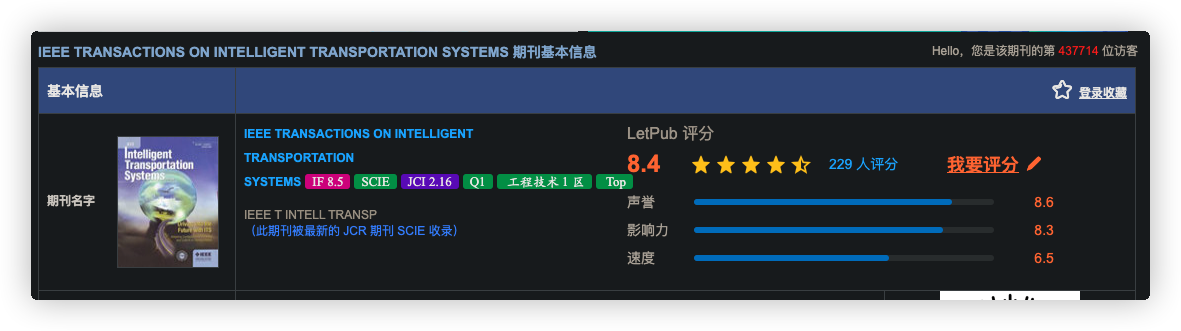 IEEE TRANSACTIONS ON INTELLIGENT TRANSPORTATION SYSTEMS 期刊基本信息
Hello，您是该期刊的第 437714 位访客
基本信息
登录收藏
期刊名字
Intelligent
Transportation
Systems
IEEE
IEEE TRANSACTIONS ON INTELLIGENT
TRANSPORTATION
SYSTEMS IF 8.5 SCIE JCI 2.16 Q1 工程技术 1 区 Top
IEEE T INTELL TRANSP
（此期刊被最新的 JCR 期刊 SCIE 收录）
LetPub 评分
8.4 229 人评分 我要评分
声誉 8.6
影响力 8.3
速度 6.5